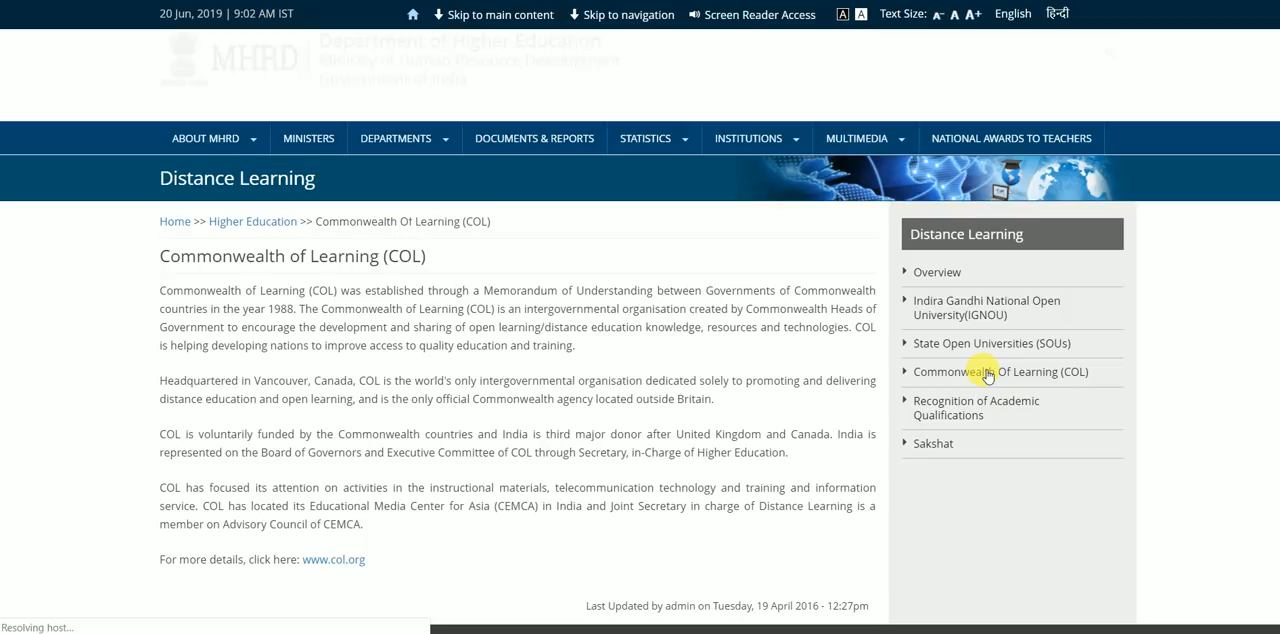 20 Jun, 2019 | 9:02 AM IST
Skip to main content
Skip to navigation
Screen Reader Access
A
A
Text Size: A- A A+
English
हिन्दी
MHRD
Department of Higher Education
Ministry of Human Resource Development
Government of India
ABOUT MHRD
MINISTERS
DEPARTMENTS
DOCUMENTS & REPORTS
STATISTICS
INSTITUTIONS
MULTIMEDIA
NATIONAL AWARDS TO TEACHERS
Distance Learning
Home >> Higher Education >> Commonwealth Of Learning (COL)
Commonwealth of Learning (COL)
Commonwealth of Learning (COL) was established through a Memorandum of Understanding between Governments of Commonwealth
countries in the year 1988. The Commonwealth of Learning (COL) is an intergovernmental organisation created by Commonwealth Heads
of Government to encourage the development and sharing of open learning/distance education knowledge, resources and technologies. COL
is helping developing nations to improve access to quality education and training.
Headquartered in Vancouver, Canada, COL is the world's only intergovernmental organisation dedicated solely to promoting and delivering
distance education and open learning, and is the only official Commonwealth agency located outside Britain.
COL is voluntarily funded by the Commonwealth countries and India is third major donor after United Kingdom and Canada. India is
represented on the Board of Governors and Executive Committee of COL through Secretary, in-Charge of Higher Education.
COL has focused its attention on activities in the instructional materials, telecommunication technology and training and information
service. COL has located its Educational Media Center for Asia (CEMCA) in India and Joint Secretary in charge of Distance Learning is a
member on Advisory Council of CEMCA.
For more details, click here: www.col.org
Last Updated by admin on Tuesday, 19 April 2016 - 12:27pm
Distance Learning
Overview
Indira Gandhi National Open
University(IGNOU)
State Open Universities (SOUs)
Commonwealth Of Learning (COL)
Recognition of Academic
Qualifications
Sakshat
Resolving host...